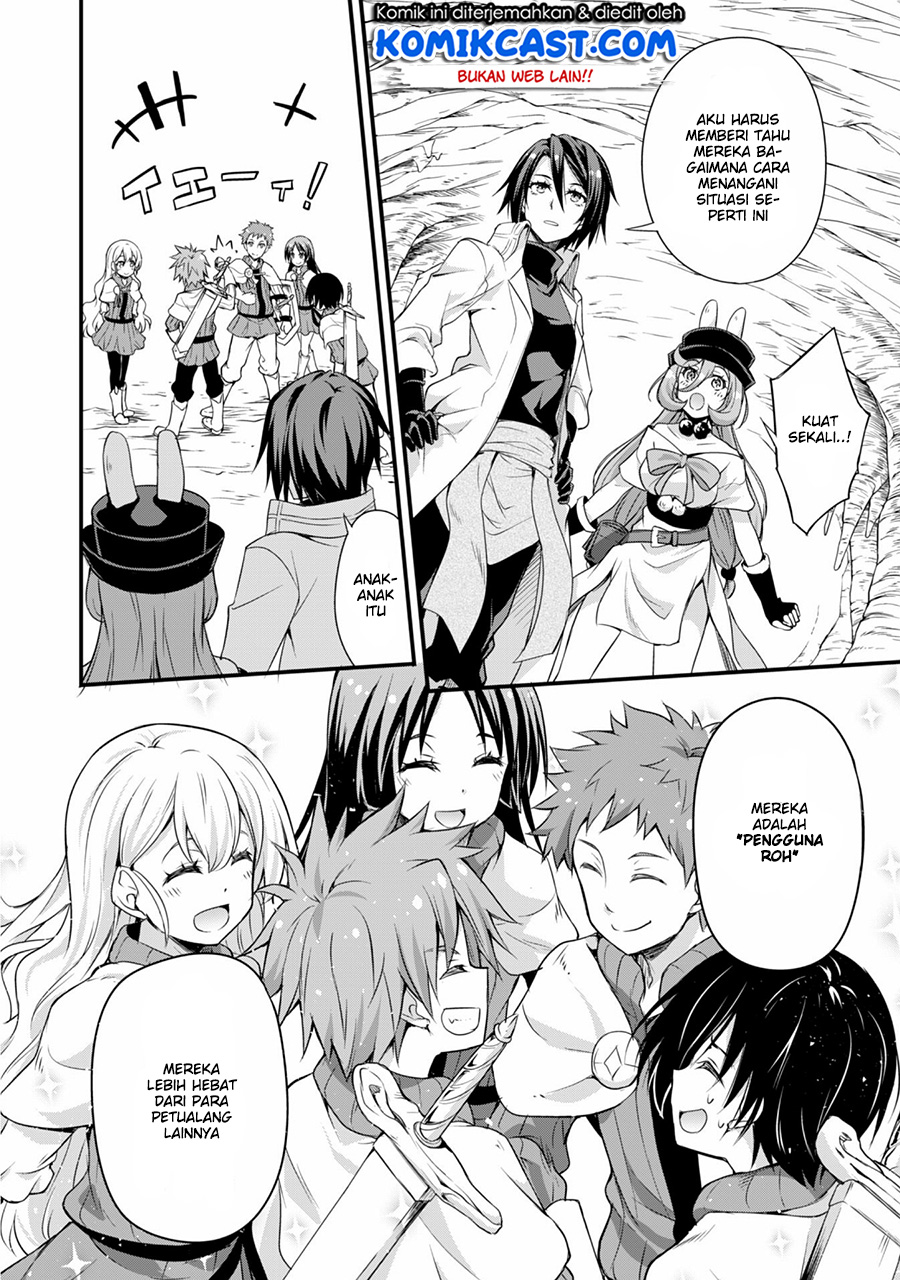 Komik ini diterjemahkan & diedit oleh
KOMIKCAST.COM
BUKAN WEB LAIN!!
AKU HARUS
MEMBERI TAHU
MEREKA BA-
GAIMANA CARA
MENANGANI
SITUASI SE-
PERTI INI
KUAT
SEKALI..!
イエーィ!
ANAK-
ANAK
ITU
MEREKA
ADALAH
"PENGGUNA
ROH"
MEREKA
LEBIH HEBAT
DARI PARA
PETUALANG
LAINNYA